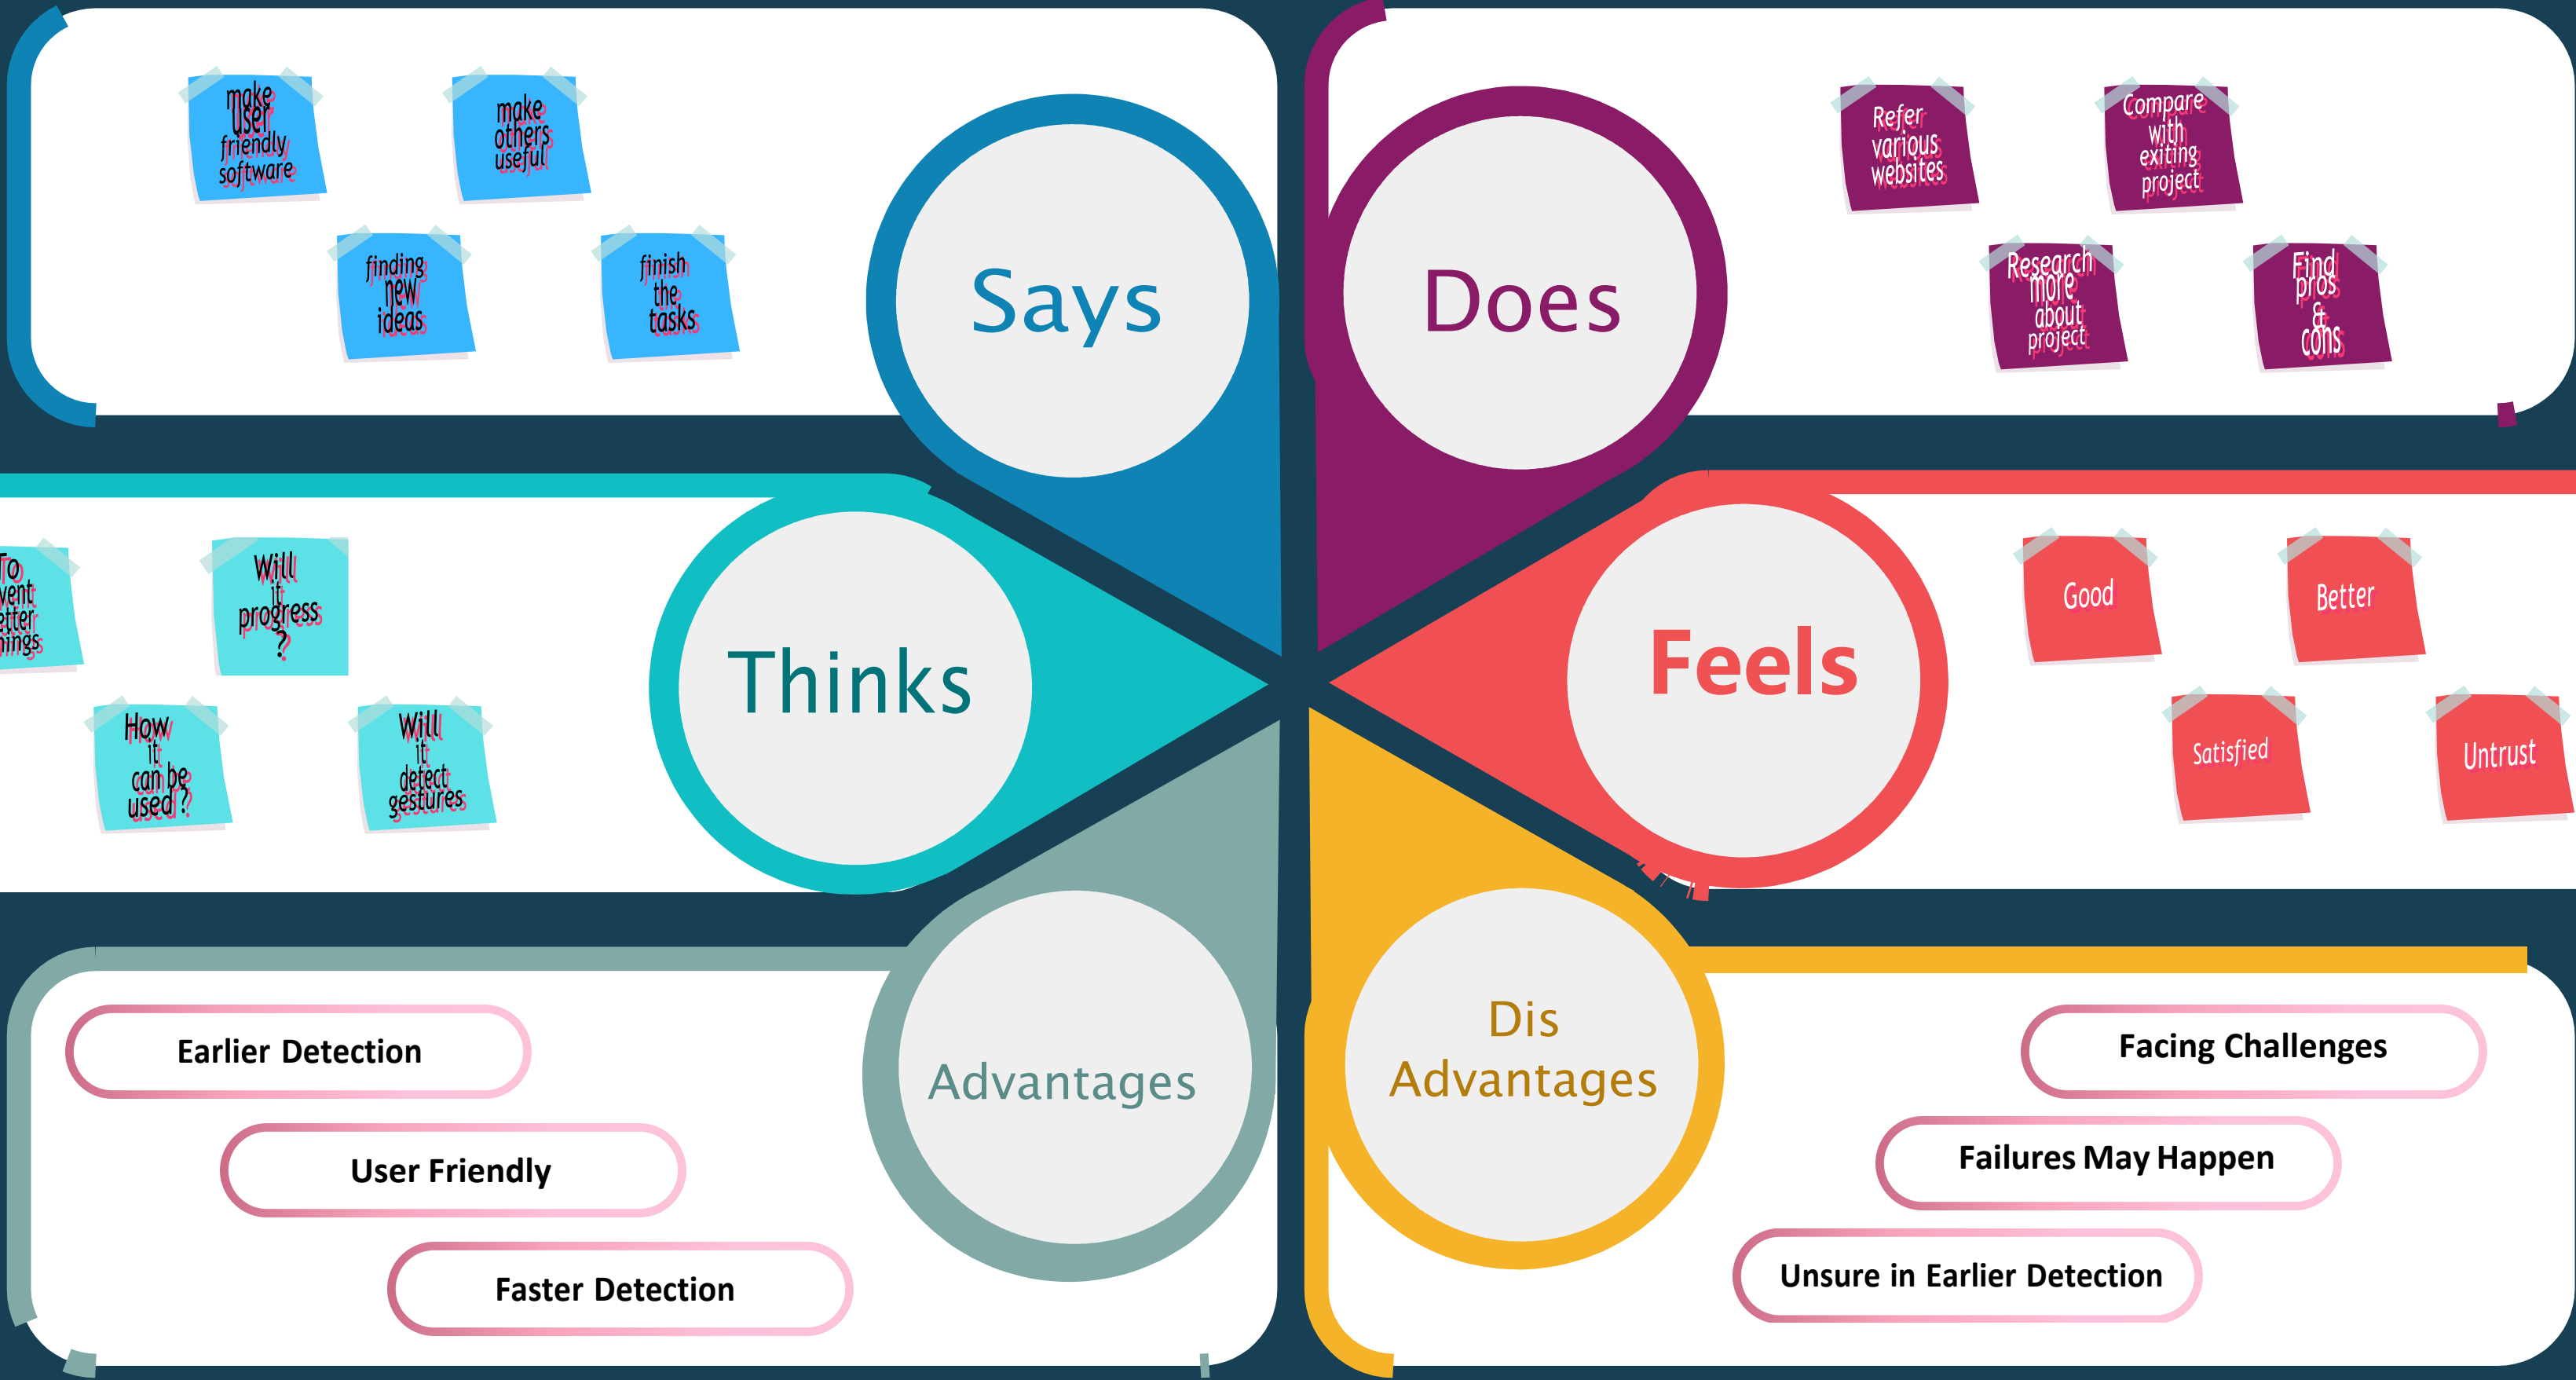 make
user
friendly
software
make
others
useful
finding
new
ideas
finish
the
tasks
Says
Does
Refer
various
websites
Compare
with
exiting
project
Research
more
about
project
Find
pros
&
cons
To
Will
it
progress
?
How
it
can be
used ?
Will
it
detect
gestures
Thinks
Feels
Good
Better
Satisfied
Untrust
Earlier Detection
User Friendly
Faster Detection
Advantages
Dis
Advantages
Facing Challenges
Failures May Happen
Unsure in Earlier Detection